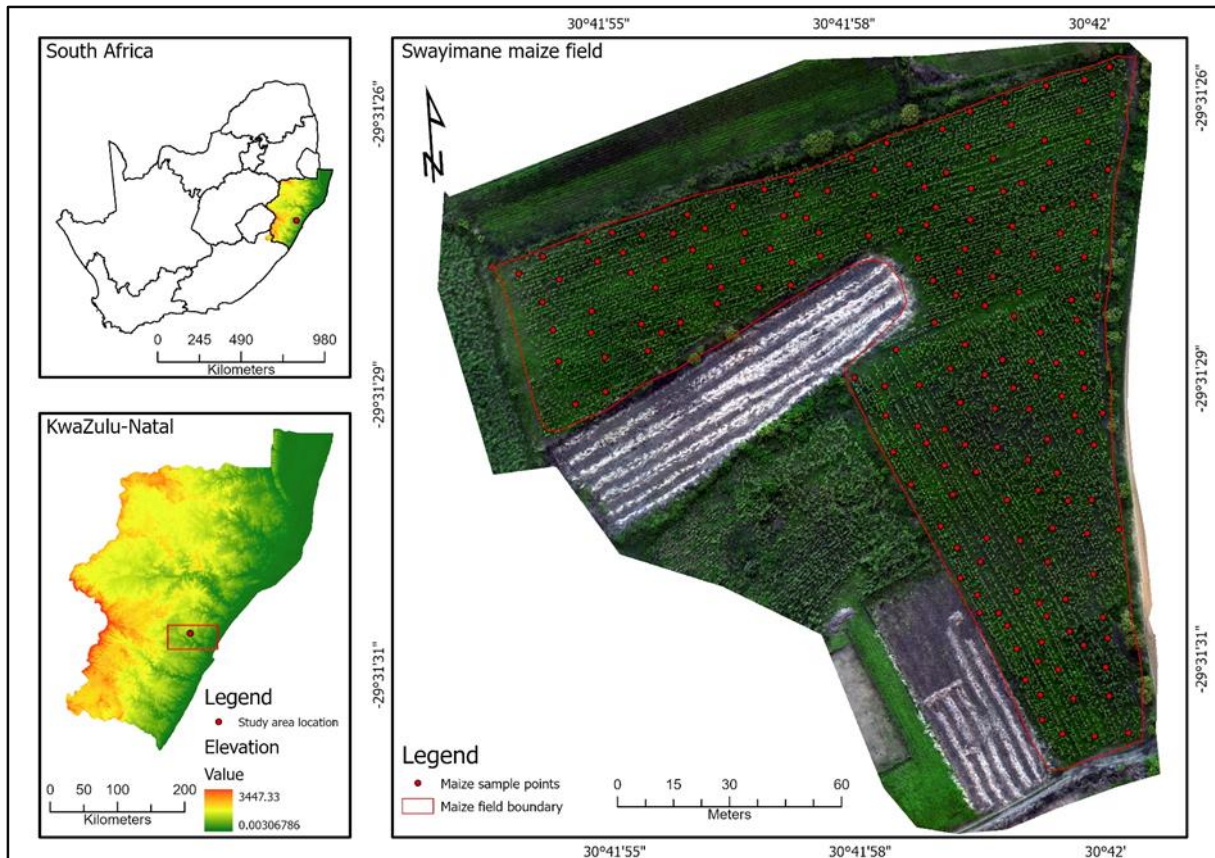 South Africa
0 245 490 980
Kilometers
KwaZulu-Natal
Legend
Study area location
Elevation
Value
3447.33
0.00306786
0 50 100 200
Kilometers
30°41'55" 30°41'58" 30°42'
Swayimane maize field
N
-29°31'26" -29°31'26"
-29°31'29" -29°31'29"
-29°31'31" -29°31'31"
Legend
Maize sample points
Maize field boundary
0 15 30 60
Meters
30°41'55" 30°41'58" 30°42'